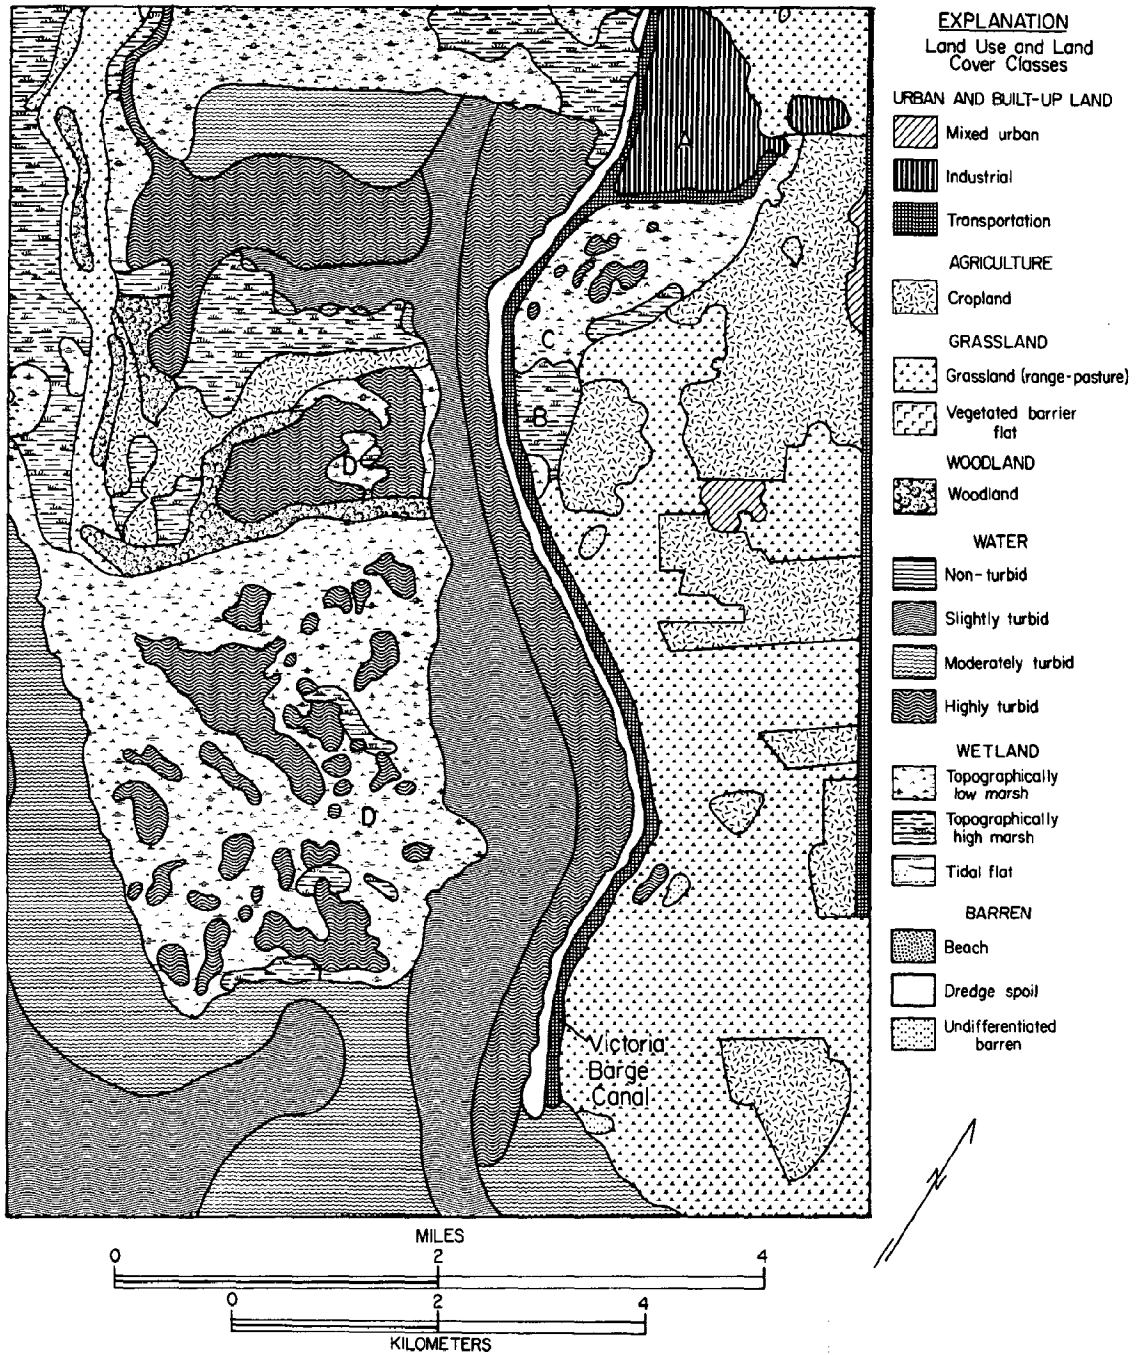 EXPLANATION
Land Use and Land
Cover Classes
URBAN AND BUILT-UP LAND
Mixed urban
Industrial
Transportation
AGRICULTURE
Cropland
GRASSLAND
Grassland (range-pasture)
Vegetated barrier
flat
WOODLAND
Woodland
WATER
Non-turbid
Slightly turbid
Moderately turbid
Highly turbid
WETLAND
Topographically
low marsh
Topographically
high marsh
Tidal flat
BARREN
Beach
Dredge spoil
Undifferentiated
barren
A
C
B
D
D
Victoria
Barge
Canal
N
MILES
0 2 4
0 2 4
KILOMETERS